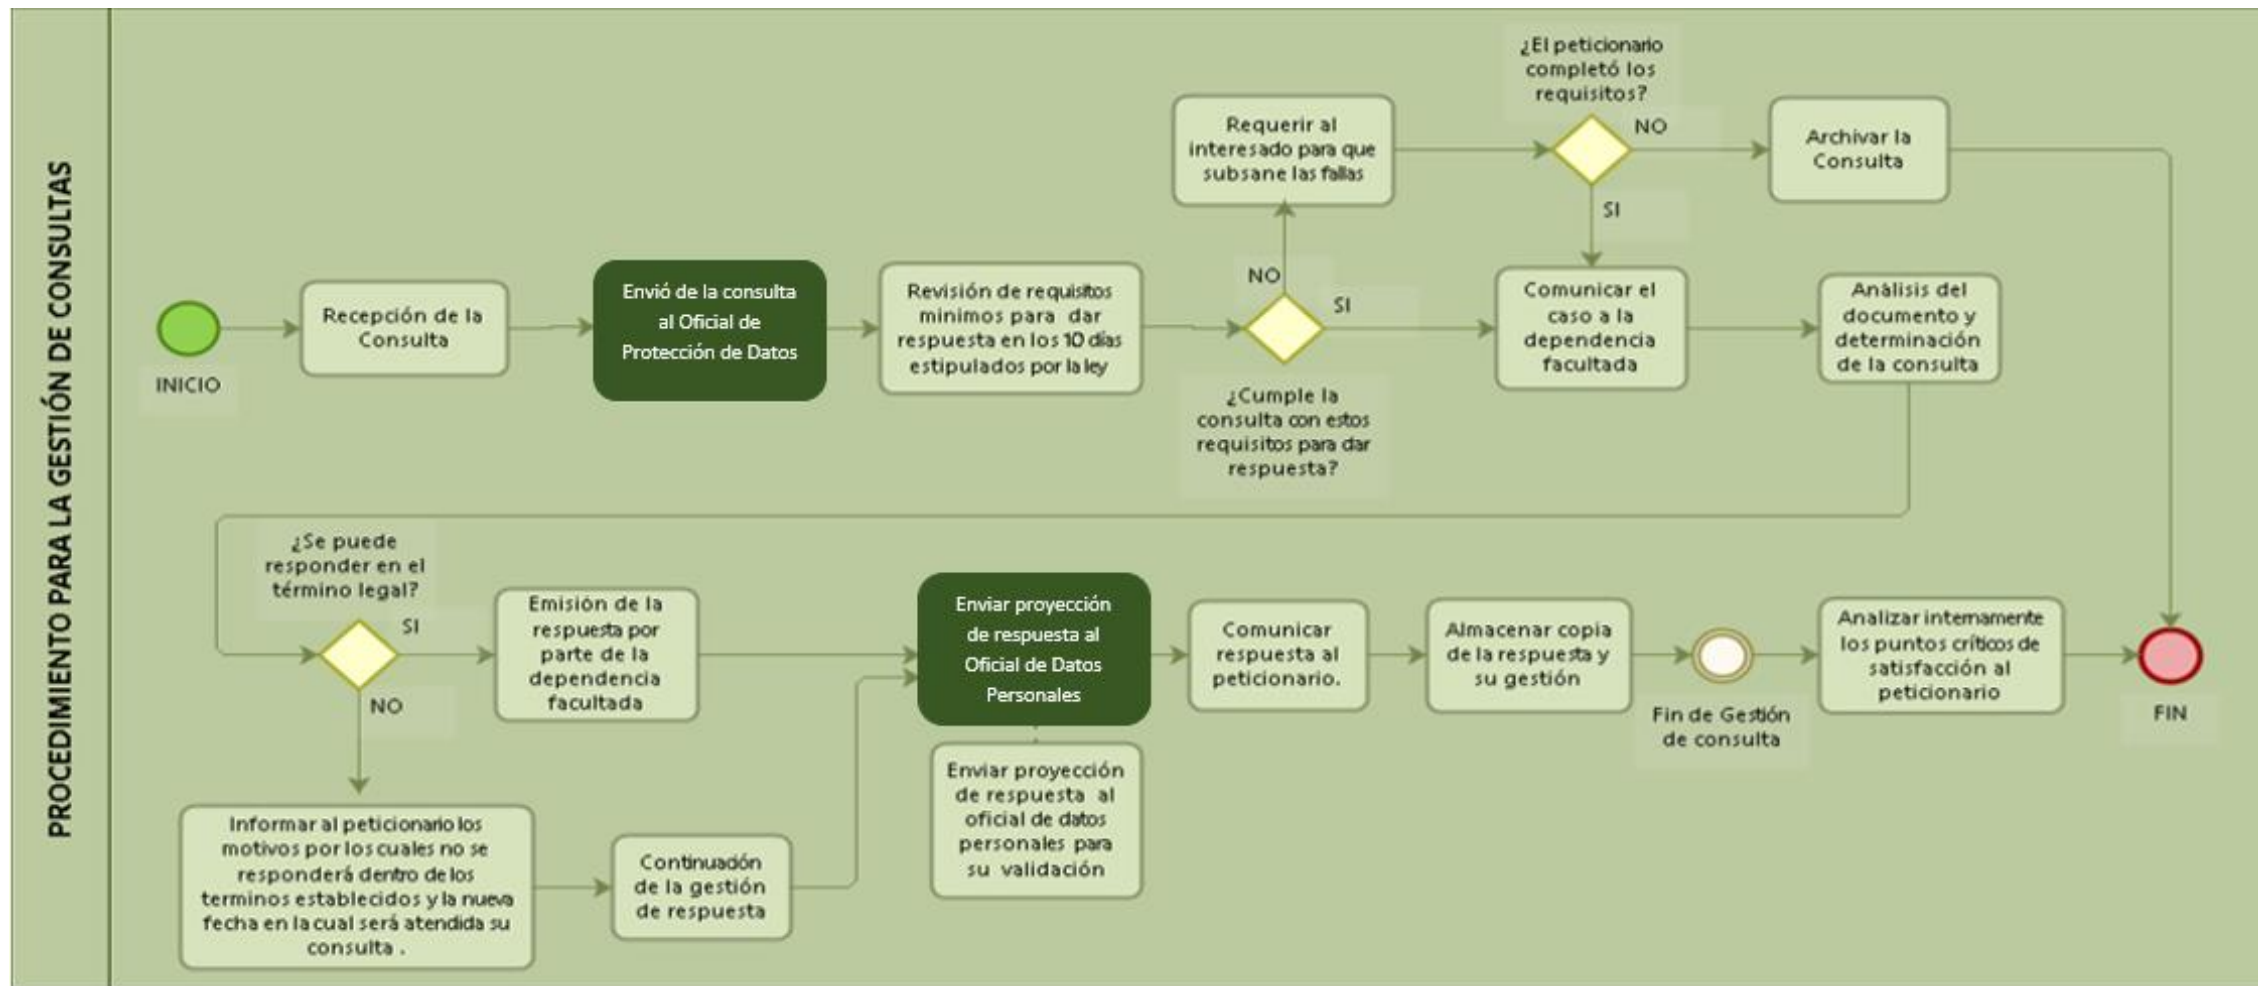 PROCEDIMIENTO PARA LA GESTIÓN DE CONSULTAS
INICIO
Recepción de la
Consulta
Envió de la consulta
al Oficial de
Protección de Datos
Revisión de requisitos
minimos para dar
respuesta en los 10 días
estipulados por la ley
¿Cumple la
consulta con estos
requisitos para dar
respuesta?
NO
SI
Requerir al
interesado para que
subsane las fallas
¿El peticionario
completó los
requisitos?
NO
SI
Archivar la
Consulta
Comunicar el
caso a la
dependencia
facultada
Análisis del
documento y
determinación
de la consulta
¿Se puede
responder en el
término legal?
SI
NO
Emisión de la
respuesta por
parte de la
dependencia
facultada
Informar al peticionario los
motivos por los cuales no se
responderá dentro de los
terminos establecidos y la nueva
fecha en la cual será atendida su
consulta .
Continuación
de la gestión
de respuesta
Enviar proyección
de respuesta al
Oficial de Datos
Personales
Enviar proyección
de respuesta al
oficial de datos
personales para
su validación
Comunicar
respuesta al
peticionario.
Almacenar copia
de la respuesta y
su gestión
Fin de Gestión
de consulta
Analizar internamente
los puntos críticos de
satisfacción al
peticionario
FIN